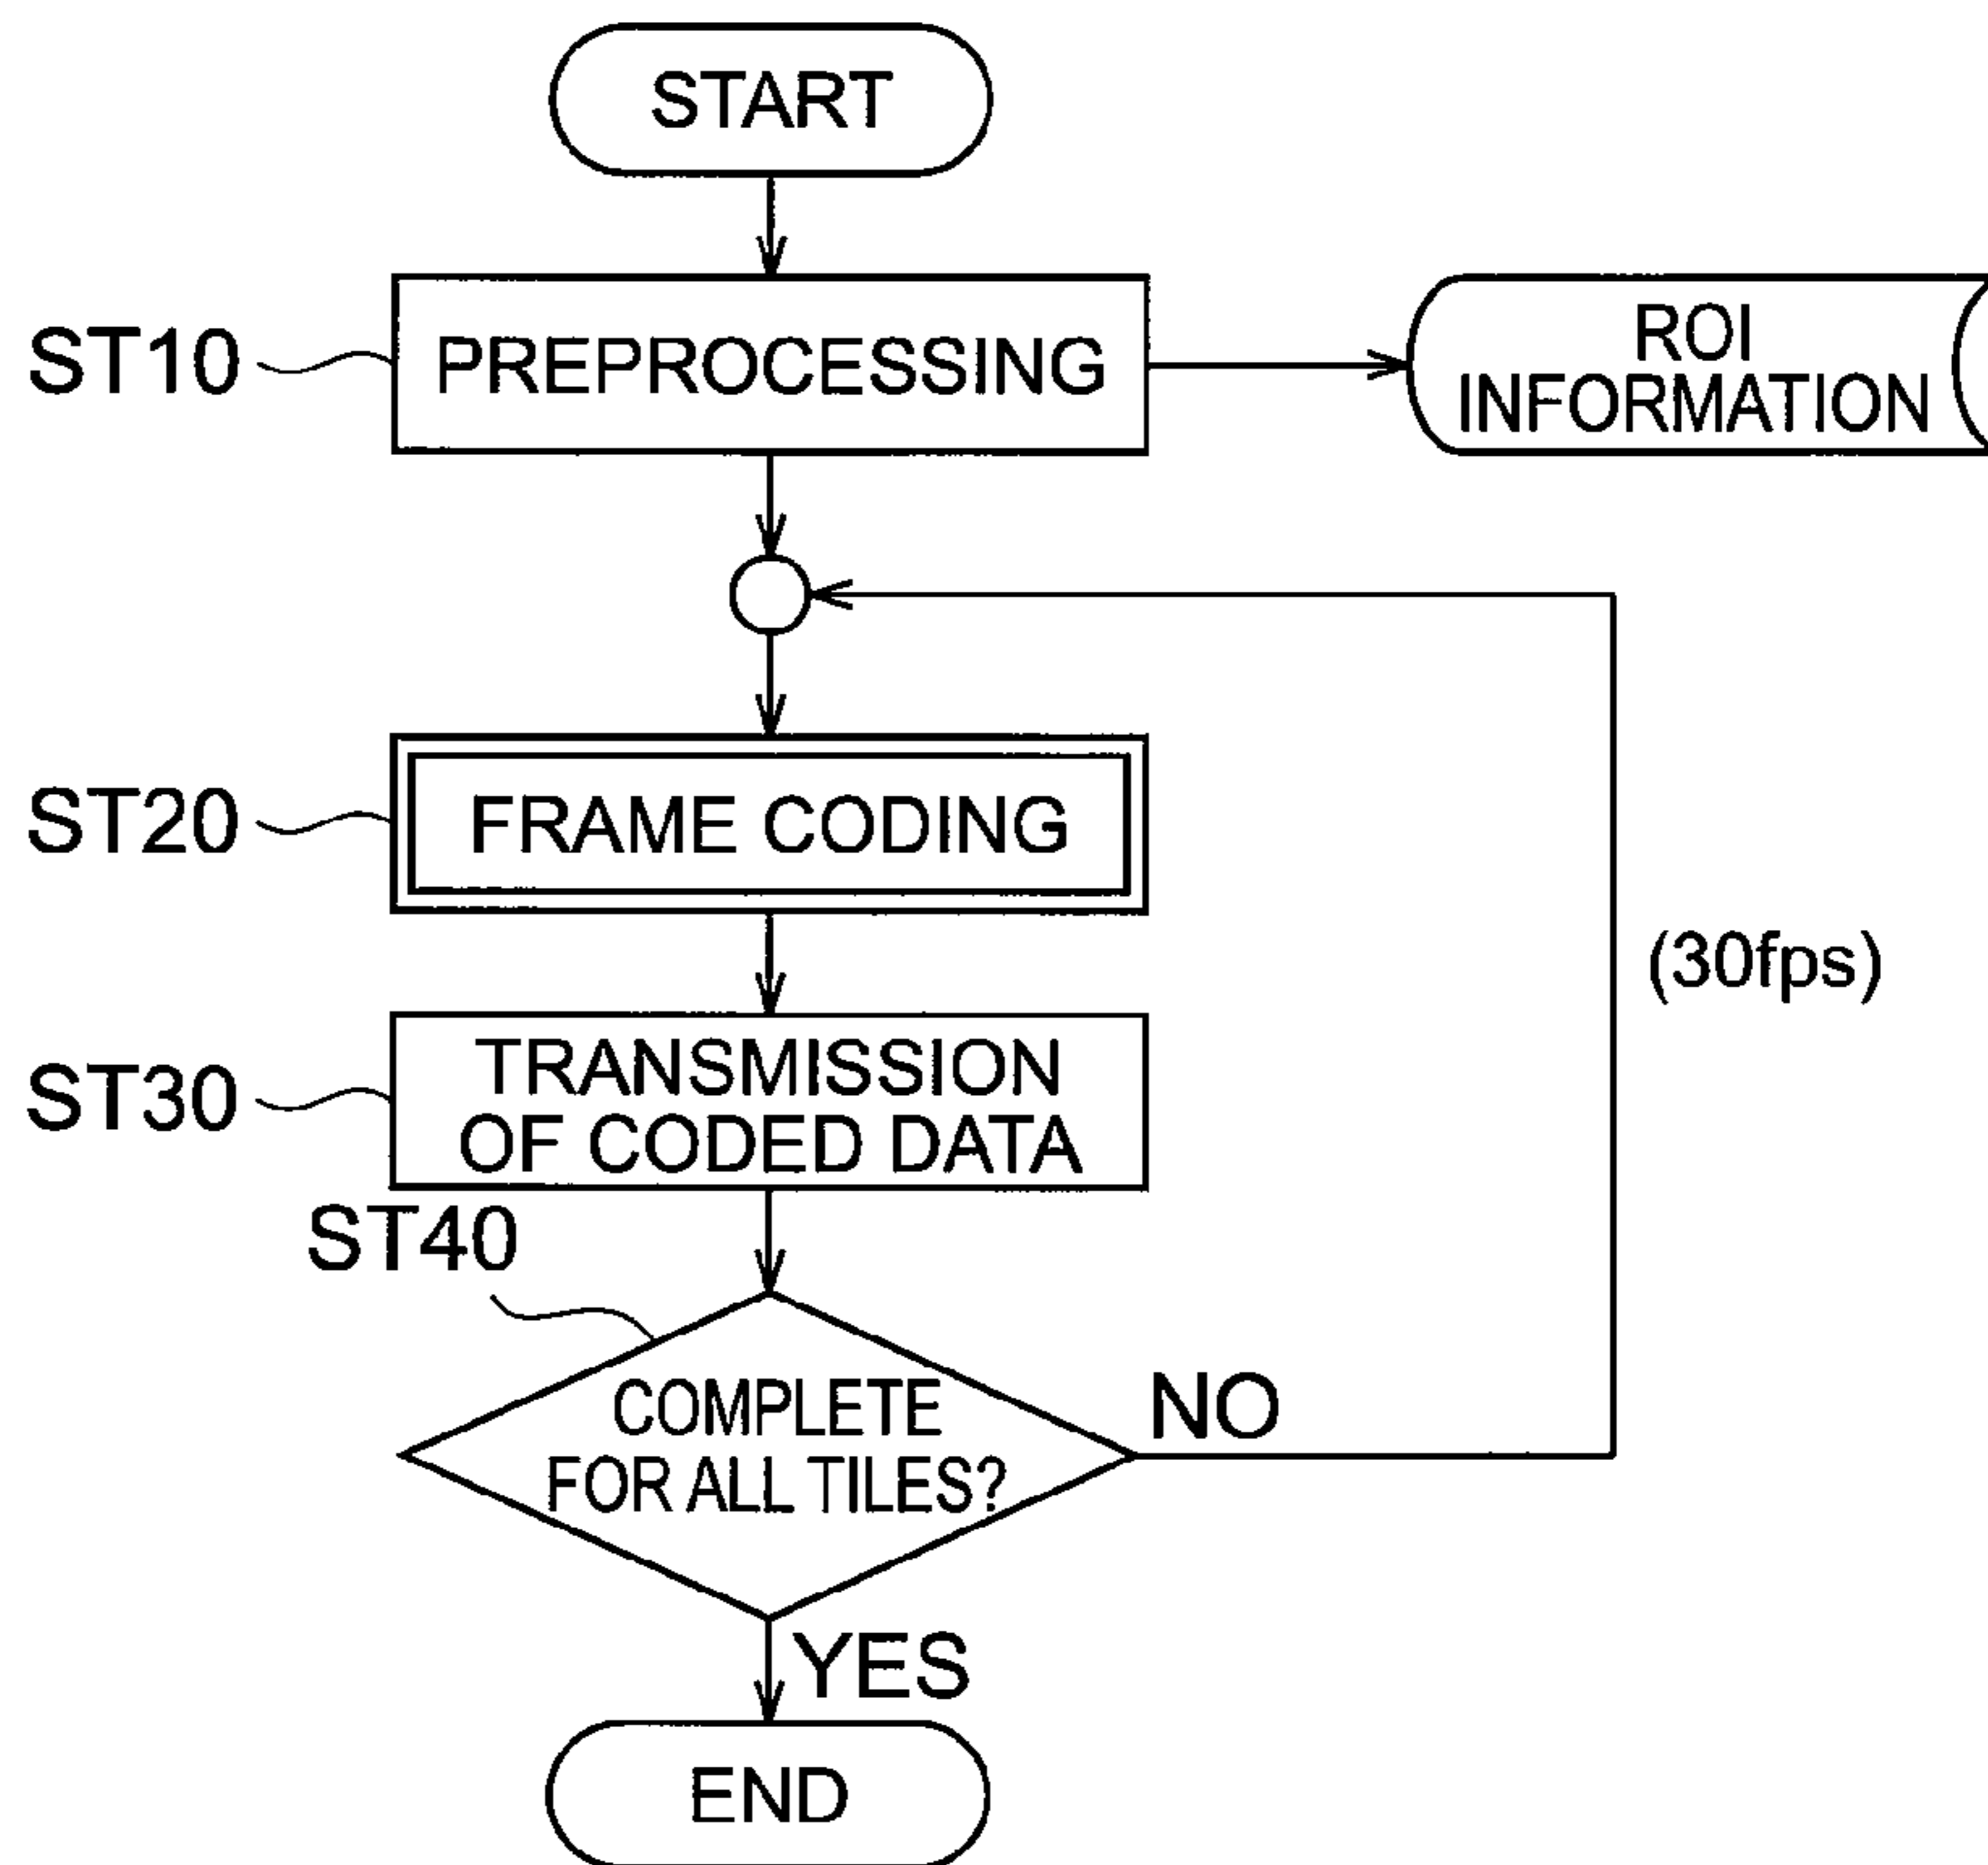 START
ST10
PREPROCESSING
ROI
INFORMATION
ST20
FRAME CODING
(30fps)
ST30
TRANSMISSION
OF CODED DATA
ST40
COMPLETE
FOR ALL TILES?
NO
YES
END